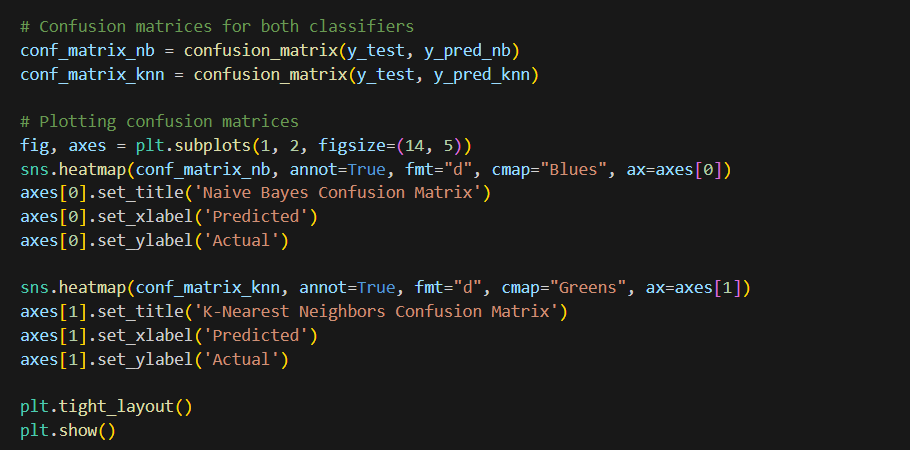 # Confusion matrices for both classifiers
conf_matrix_nb = confusion_matrix(y_test, y_pred_nb)
conf_matrix_knn = confusion_matrix(y_test, y_pred_knn)
# Plotting confusion matrices
fig, axes = plt.subplots(1, 2, figsize=(14, 5))
sns.heatmap(conf_matrix_nb, annot=True, fmt="d", cmap="Blues", ax=axes[0])
axes[0].set_title('Naive Bayes Confusion Matrix')
axes[0].set_xlabel('Predicted')
axes[0].set_ylabel('Actual')
sns.heatmap(conf_matrix_knn, annot=True, fmt="d", cmap="Greens", ax=axes[1])
axes[1].set_title('K-Nearest Neighbors Confusion Matrix')
axes[1].set_xlabel('Predicted')
axes[1].set_ylabel('Actual')
plt.tight_layout()
plt.show()